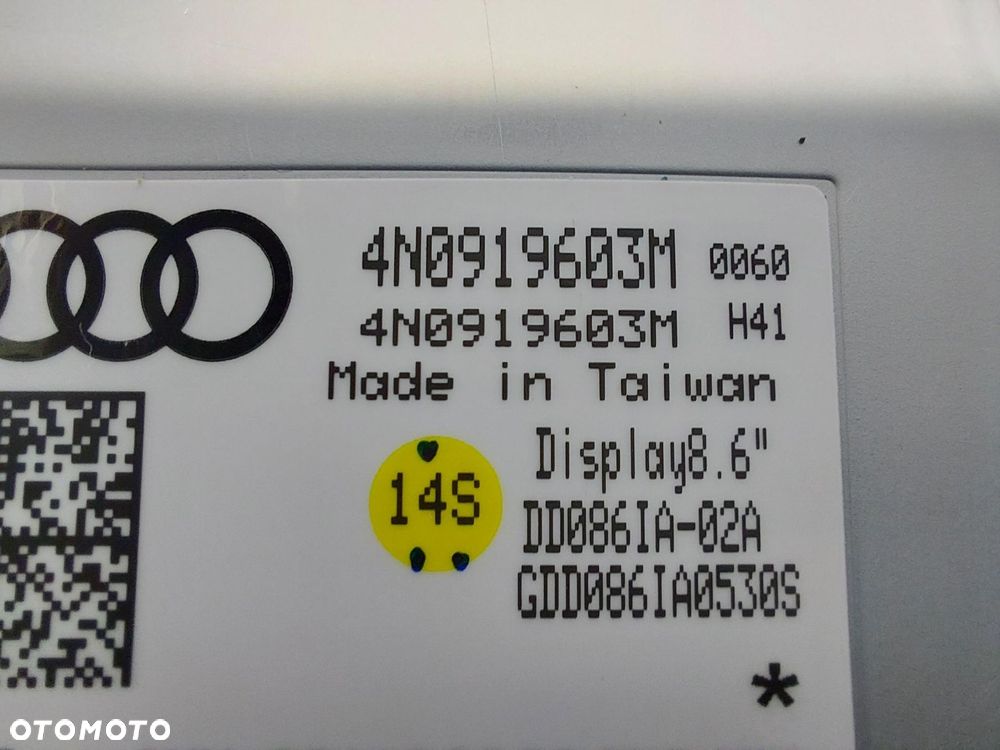 4N0919603M 0060
4N0919603M H41
Made in Taiwan
Display8.6"
14S
DD086IA-02A
GDD086IA0530S
*
OTOMOTO